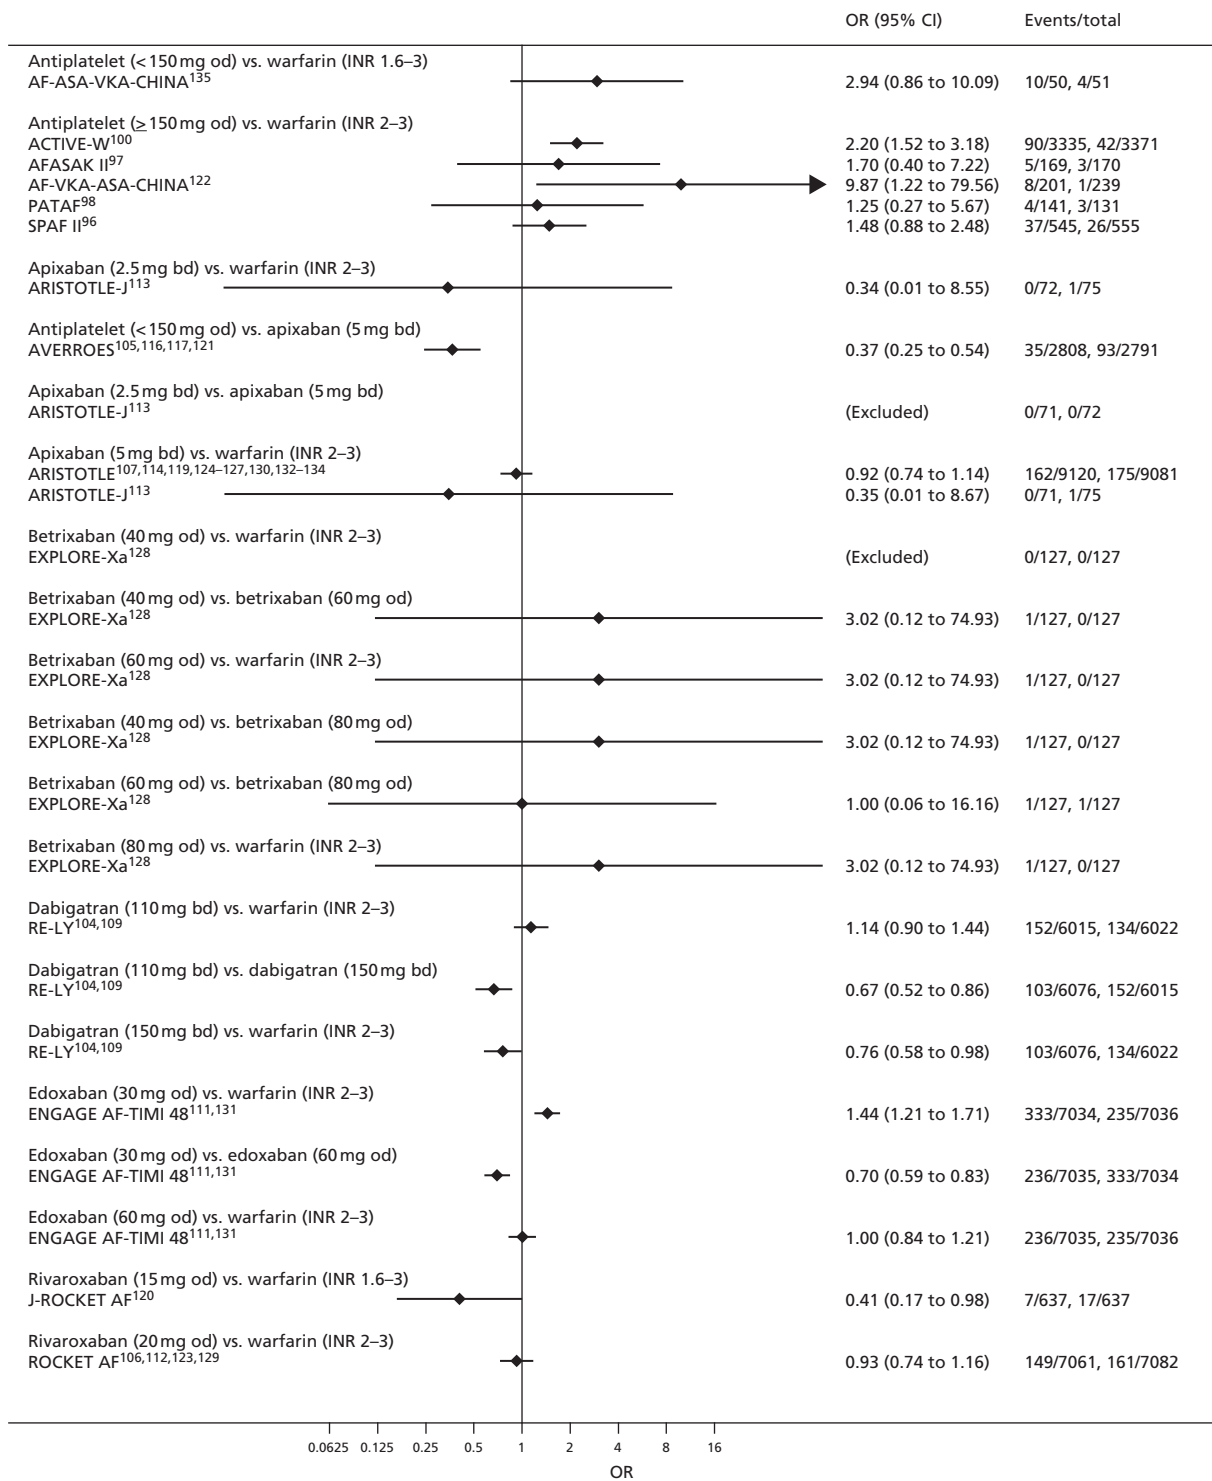 OR (95% CI) Events/total
Antiplatelet (< 150 mg od) vs. warfarin (INR 1.6–3)
AF-ASA-VKA-CHINA135 2.94 (0.86 to 10.09) 10/50, 4/51
Antiplatelet (≥ 150 mg od) vs. warfarin (INR 2–3)
ACTIVE-W100 2.20 (1.52 to 3.18) 90/3335, 42/3371
AFASAK II97 1.70 (0.40 to 7.22) 5/169, 3/170
AF-VKA-ASA-CHINA122 9.87 (1.22 to 79.56) 8/201, 1/239
PATAF98 1.25 (0.27 to 5.67) 4/141, 3/131
SPAF II96 1.48 (0.88 to 2.48) 37/545, 26/555
Apixaban (2.5 mg bd) vs. warfarin (INR 2–3)
ARISTOTLE-J113 0.34 (0.01 to 8.55) 0/72, 1/75
Antiplatelet (< 150 mg od) vs. apixaban (5 mg bd)
AVERROES105,116,117,121 0.37 (0.25 to 0.54) 35/2808, 93/2791
Apixaban (2.5 mg bd) vs. apixaban (5 mg bd)
ARISTOTLE-J113 (Excluded) 0/71, 0/72
Apixaban (5 mg bd) vs. warfarin (INR 2–3)
ARISTOTLE107,114,119,124–127,130,132–134 0.92 (0.74 to 1.14) 162/9120, 175/9081
ARISTOTLE-J113 0.35 (0.01 to 8.67) 0/71, 1/75
Betrixaban (40 mg od) vs. warfarin (INR 2–3)
EXPLORE-Xa128 (Excluded) 0/127, 0/127
Betrixaban (40 mg od) vs. betrixaban (60 mg od)
EXPLORE-Xa128 3.02 (0.12 to 74.93) 1/127, 0/127
Betrixaban (60 mg od) vs. warfarin (INR 2–3)
EXPLORE-Xa128 3.02 (0.12 to 74.93) 1/127, 0/127
Betrixaban (40 mg od) vs. betrixaban (80 mg od)
EXPLORE-Xa128 3.02 (0.12 to 74.93) 1/127, 0/127
Betrixaban (60 mg od) vs. betrixaban (80 mg od)
EXPLORE-Xa128 1.00 (0.06 to 16.16) 1/127, 1/127
Betrixaban (80 mg od) vs. warfarin (INR 2–3)
EXPLORE-Xa128 3.02 (0.12 to 74.93) 1/127, 0/127
Dabigatran (110 mg bd) vs. warfarin (INR 2–3)
RE-LY104,109 1.14 (0.90 to 1.44) 152/6015, 134/6022
Dabigatran (110 mg bd) vs. dabigatran (150 mg bd)
RE-LY104,109 0.67 (0.52 to 0.86) 103/6076, 152/6015
Dabigatran (150 mg bd) vs. warfarin (INR 2–3)
RE-LY104,109 0.76 (0.58 to 0.98) 103/6076, 134/6022
Edoxaban (30 mg od) vs. warfarin (INR 2–3)
ENGAGE AF-TIMI 48111,131 1.44 (1.21 to 1.71) 333/7034, 235/7036
Edoxaban (30 mg od) vs. edoxaban (60 mg od)
ENGAGE AF-TIMI 48111,131 0.70 (0.59 to 0.83) 236/7035, 333/7034
Edoxaban (60 mg od) vs. warfarin (INR 2–3)
ENGAGE AF-TIMI 48111,131 1.00 (0.84 to 1.21) 236/7035, 235/7036
Rivaroxaban (15 mg od) vs. warfarin (INR 1.6–3)
J-ROCKET AF120 0.41 (0.17 to 0.98) 7/637, 17/637
Rivaroxaban (20 mg od) vs. warfarin (INR 2–3)
ROCKET AF106,112,123,129 0.93 (0.74 to 1.16) 149/7061, 161/7082
0.0625 0.125 0.25 0.5 1 2 4 8 16
OR